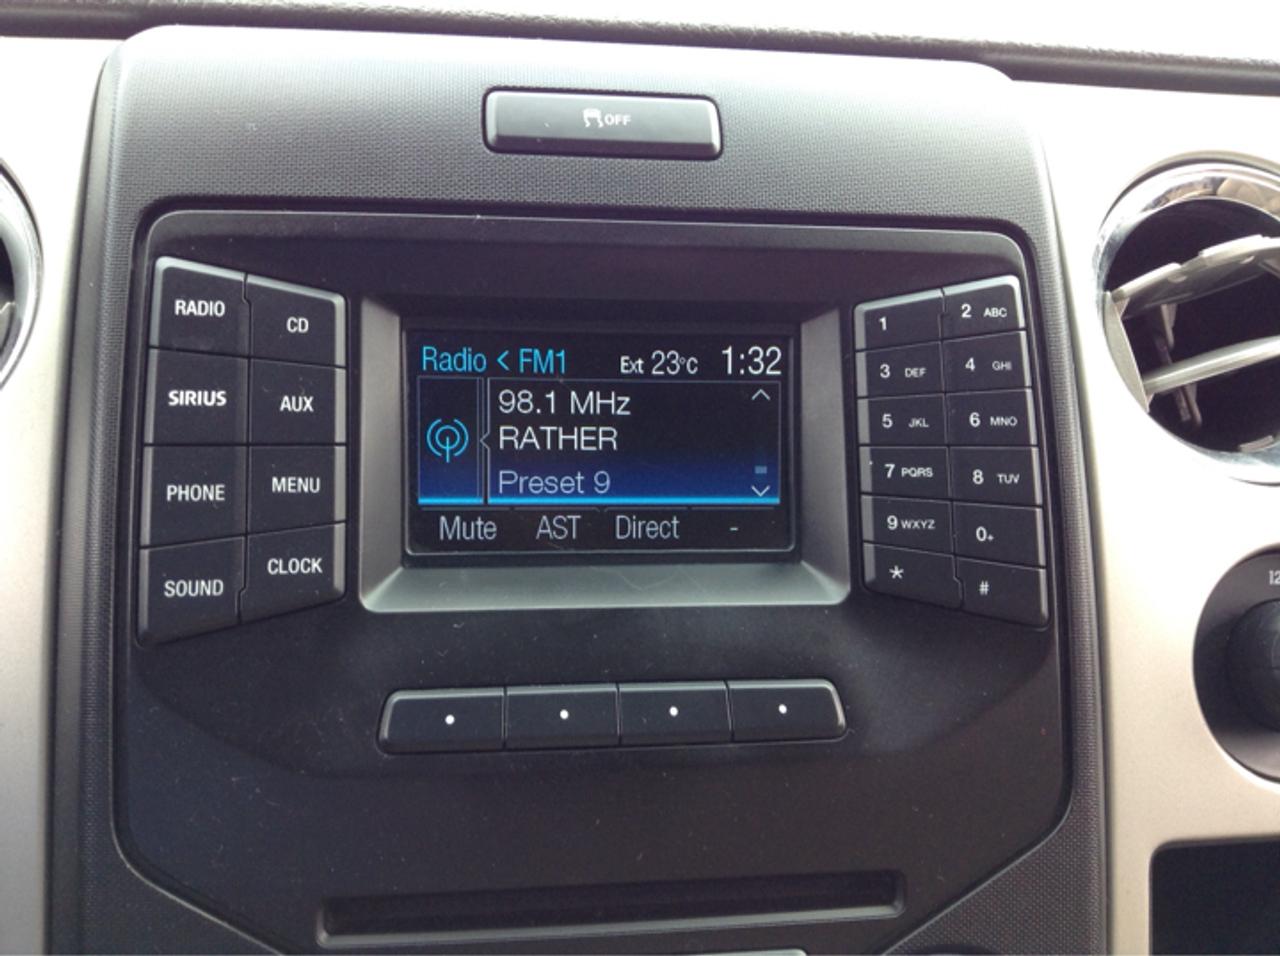 OFF
RADIO
CD
SIRIUS
AUX
PHONE
MENU
SOUND
CLOCK
Radio < FM1 Ext 23°C 1:32
98.1 MHz
RATHER
Preset 9
Mute AST Direct -
1
2 ABC
3 DEF
4 GHI
5 JKL
6 MNO
7 PQRS
8 TUV
9 WXYZ
0+
*
#
12